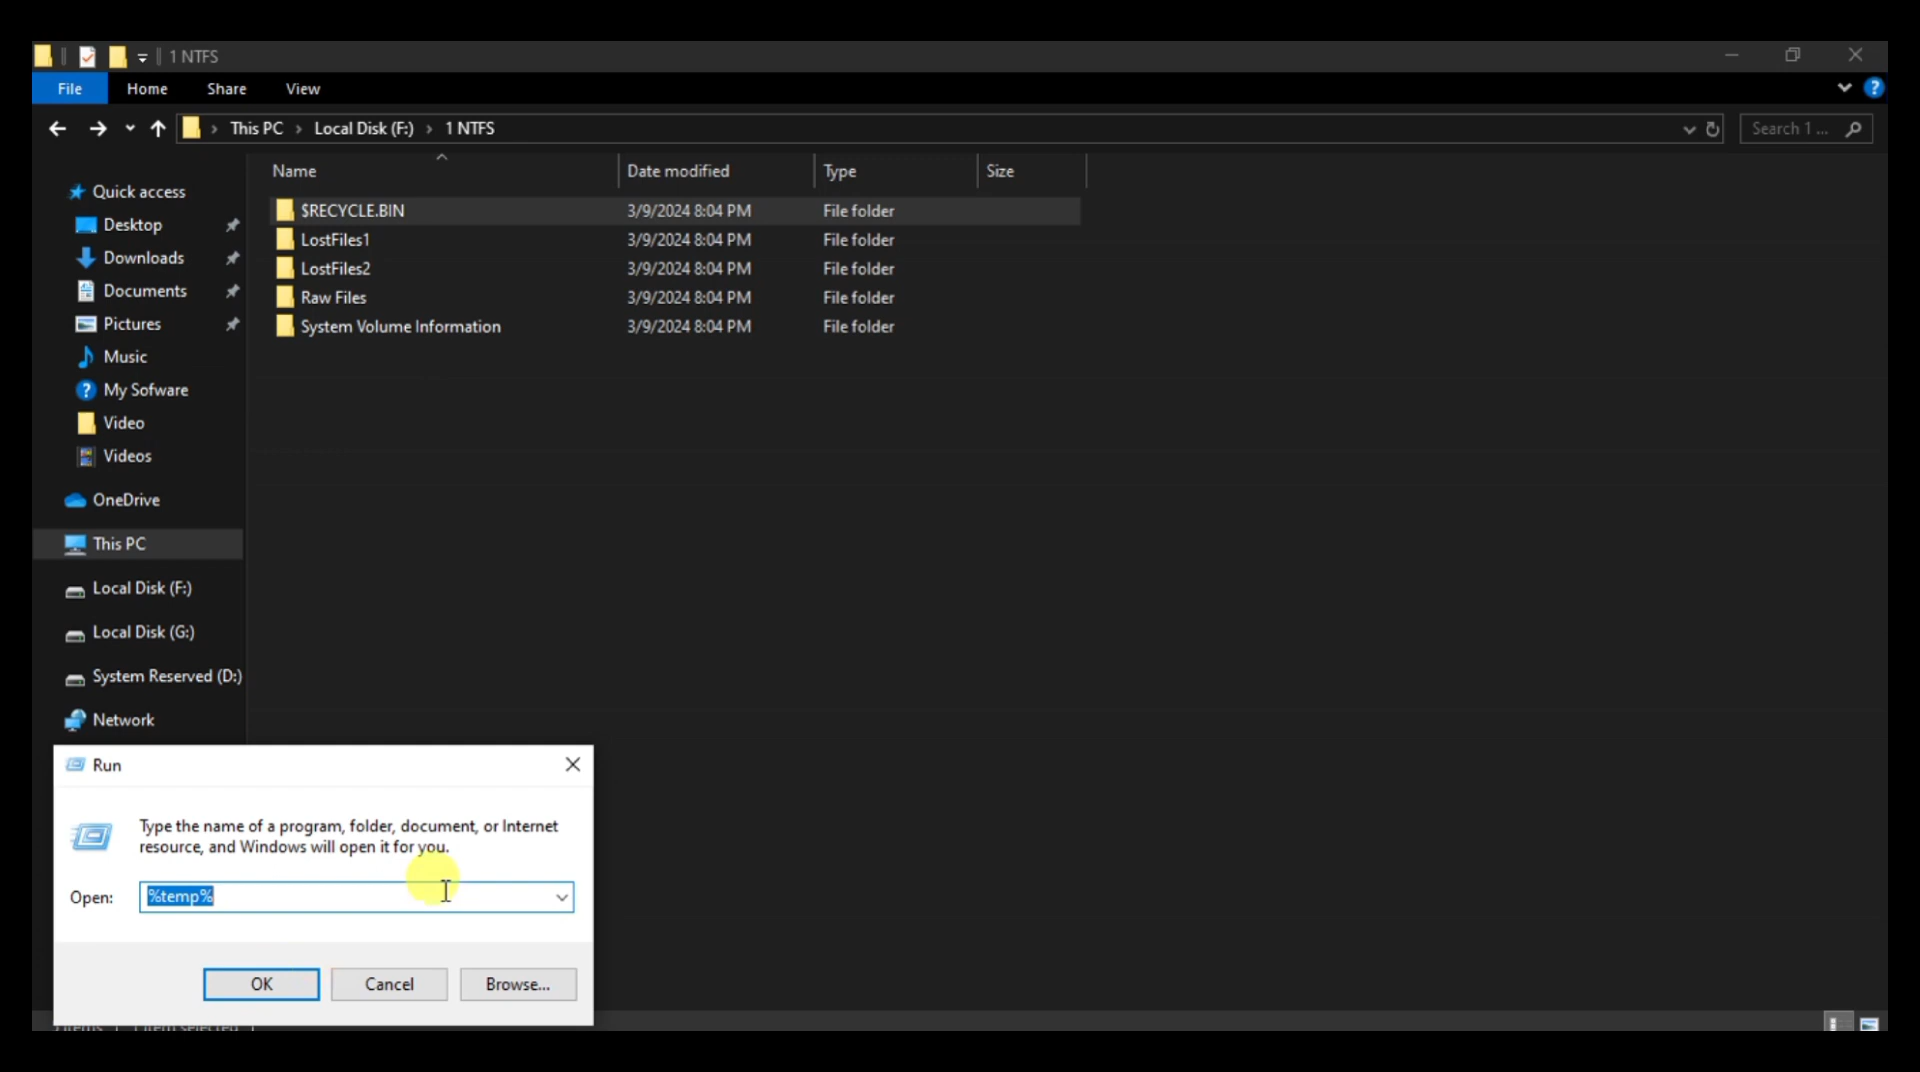 1 NTFS
File Home Share View
This PC › Local Disk (F:) › 1 NTFS
Search 1 ...
Name Date modified Type Size
$RECYCLE.BIN 3/9/2024 8:04 PM File folder
LostFiles1 3/9/2024 8:04 PM File folder
LostFiles2 3/9/2024 8:04 PM File folder
Raw Files 3/9/2024 8:04 PM File folder
System Volume Information 3/9/2024 8:04 PM File folder
Quick access
Desktop
Downloads
Documents
Pictures
Music
My Sofware
Video
Videos
OneDrive
This PC
Local Disk (F:)
Local Disk (G:)
System Reserved (D:)
Network
Run
Type the name of a program, folder, document, or Internet
resource, and Windows will open it for you.
Open: %temp%
OK Cancel Browse...
items 1 item selected